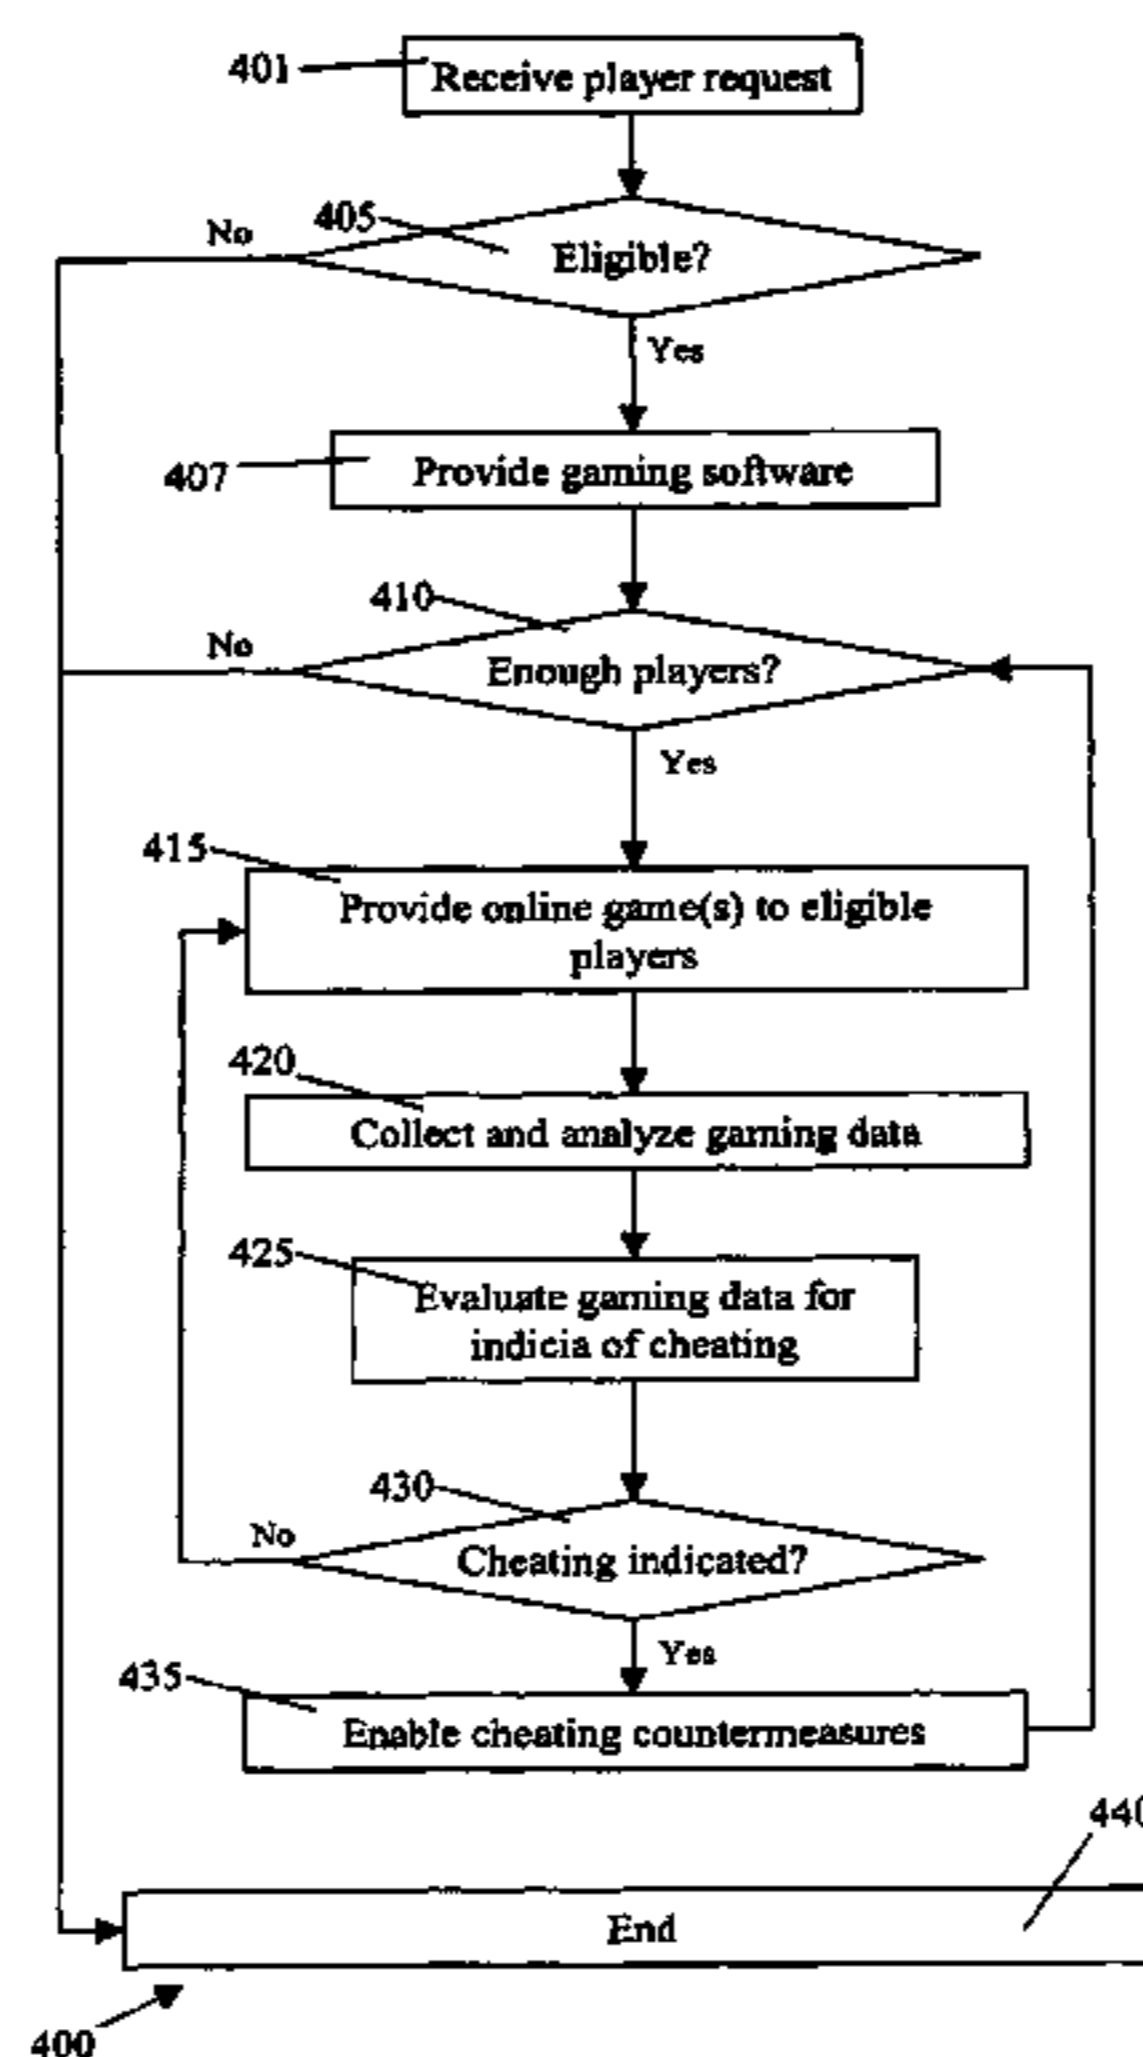 401
Receive player request
No
405
Eligible?
Yes
407
Provide gaming software
410
No
Enough players?
Yes
415
Provide online game(s) to eligible
players
420
Collect and analyze gaming data
425
Evaluate gaming data for
indicia of cheating
430
No
Cheating indicated?
Yes
435
Enable cheating countermeasures
440
End
400